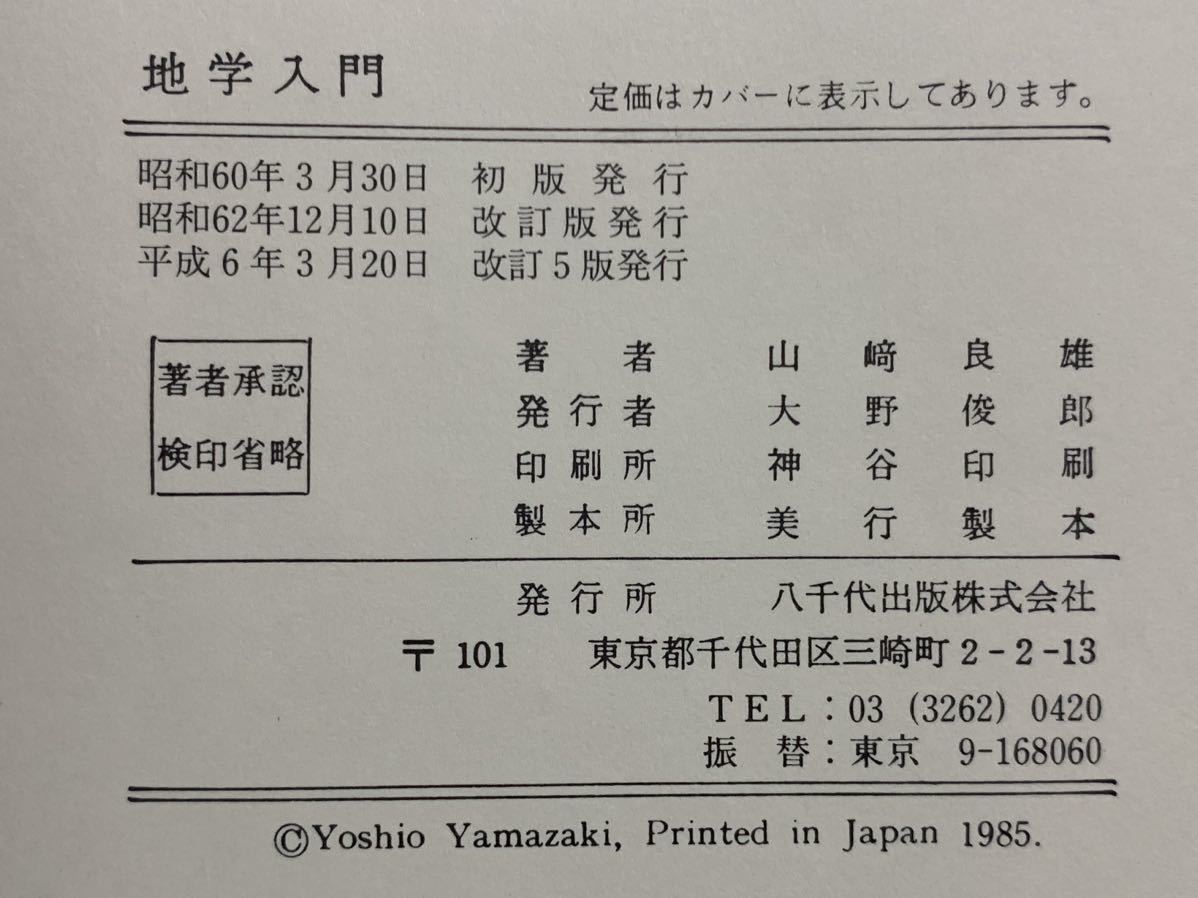 地学入門
定価はカバーに表示してあります。
昭和60年3月30日 初版発行
昭和62年12月10日 改訂版発行
平成6年3月20日 改訂5版発行
著者承認
検印省略
著者 山﨑良雄
発行者 大野俊郎
印刷所 神谷印刷
製本所 美行製本
発行所 八千代出版株式会社
〒101 東京都千代田区三崎町2-2-13
TEL:03 (3262) 0420
振替:東京 9-168060
©Yoshio Yamazaki, Printed in Japan 1985.